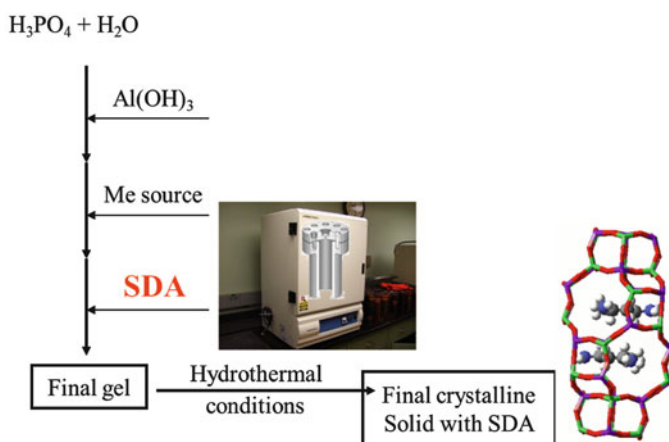 H₃PO₄ + H₂O
Al(OH)₃
Me source
SDA
Final gel
Hydrothermal
conditions
Final crystalline
Solid with SDA